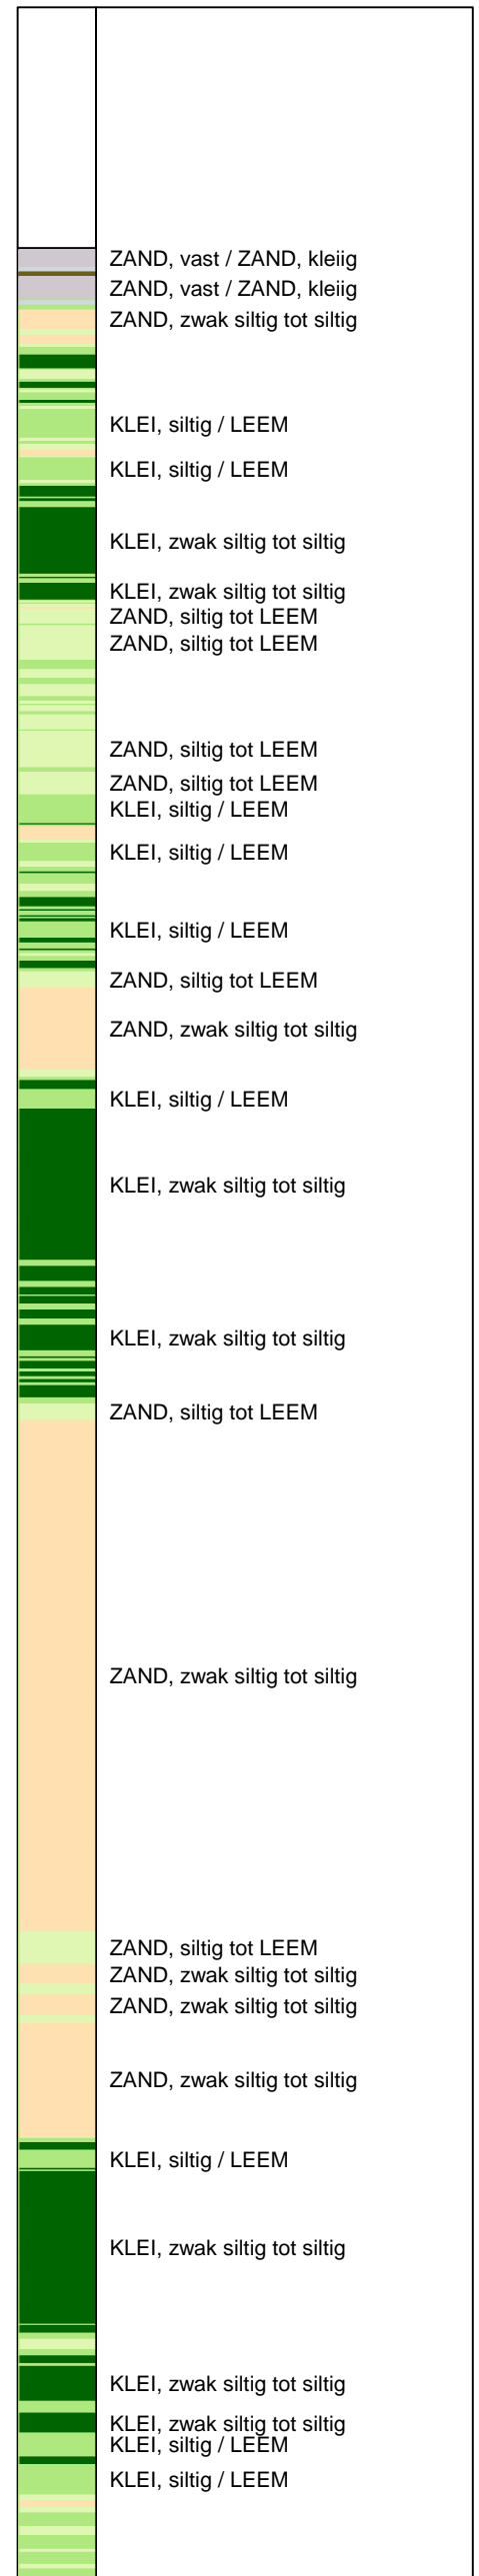 ZAND, vast / ZAND, kleiig
ZAND, vast / ZAND, kleiig
ZAND, zwak siltig tot siltig
KLEI, siltig / LEEM
KLEI, siltig / LEEM
KLEI, zwak siltig tot siltig
KLEI, zwak siltig tot siltig
ZAND, siltig tot LEEM
ZAND, siltig tot LEEM
ZAND, siltig tot LEEM
ZAND, siltig tot LEEM
KLEI, siltig / LEEM
KLEI, siltig / LEEM
KLEI, siltig / LEEM
ZAND, siltig tot LEEM
ZAND, zwak siltig tot siltig
KLEI, siltig / LEEM
KLEI, zwak siltig tot siltig
KLEI, zwak siltig tot siltig
ZAND, siltig tot LEEM
ZAND, zwak siltig tot siltig
ZAND, siltig tot LEEM
ZAND, zwak siltig tot siltig
ZAND, zwak siltig tot siltig
ZAND, zwak siltig tot siltig
KLEI, siltig / LEEM
KLEI, zwak siltig tot siltig
KLEI, zwak siltig tot siltig
KLEI, zwak siltig tot siltig
KLEI, siltig / LEEM
KLEI, siltig / LEEM